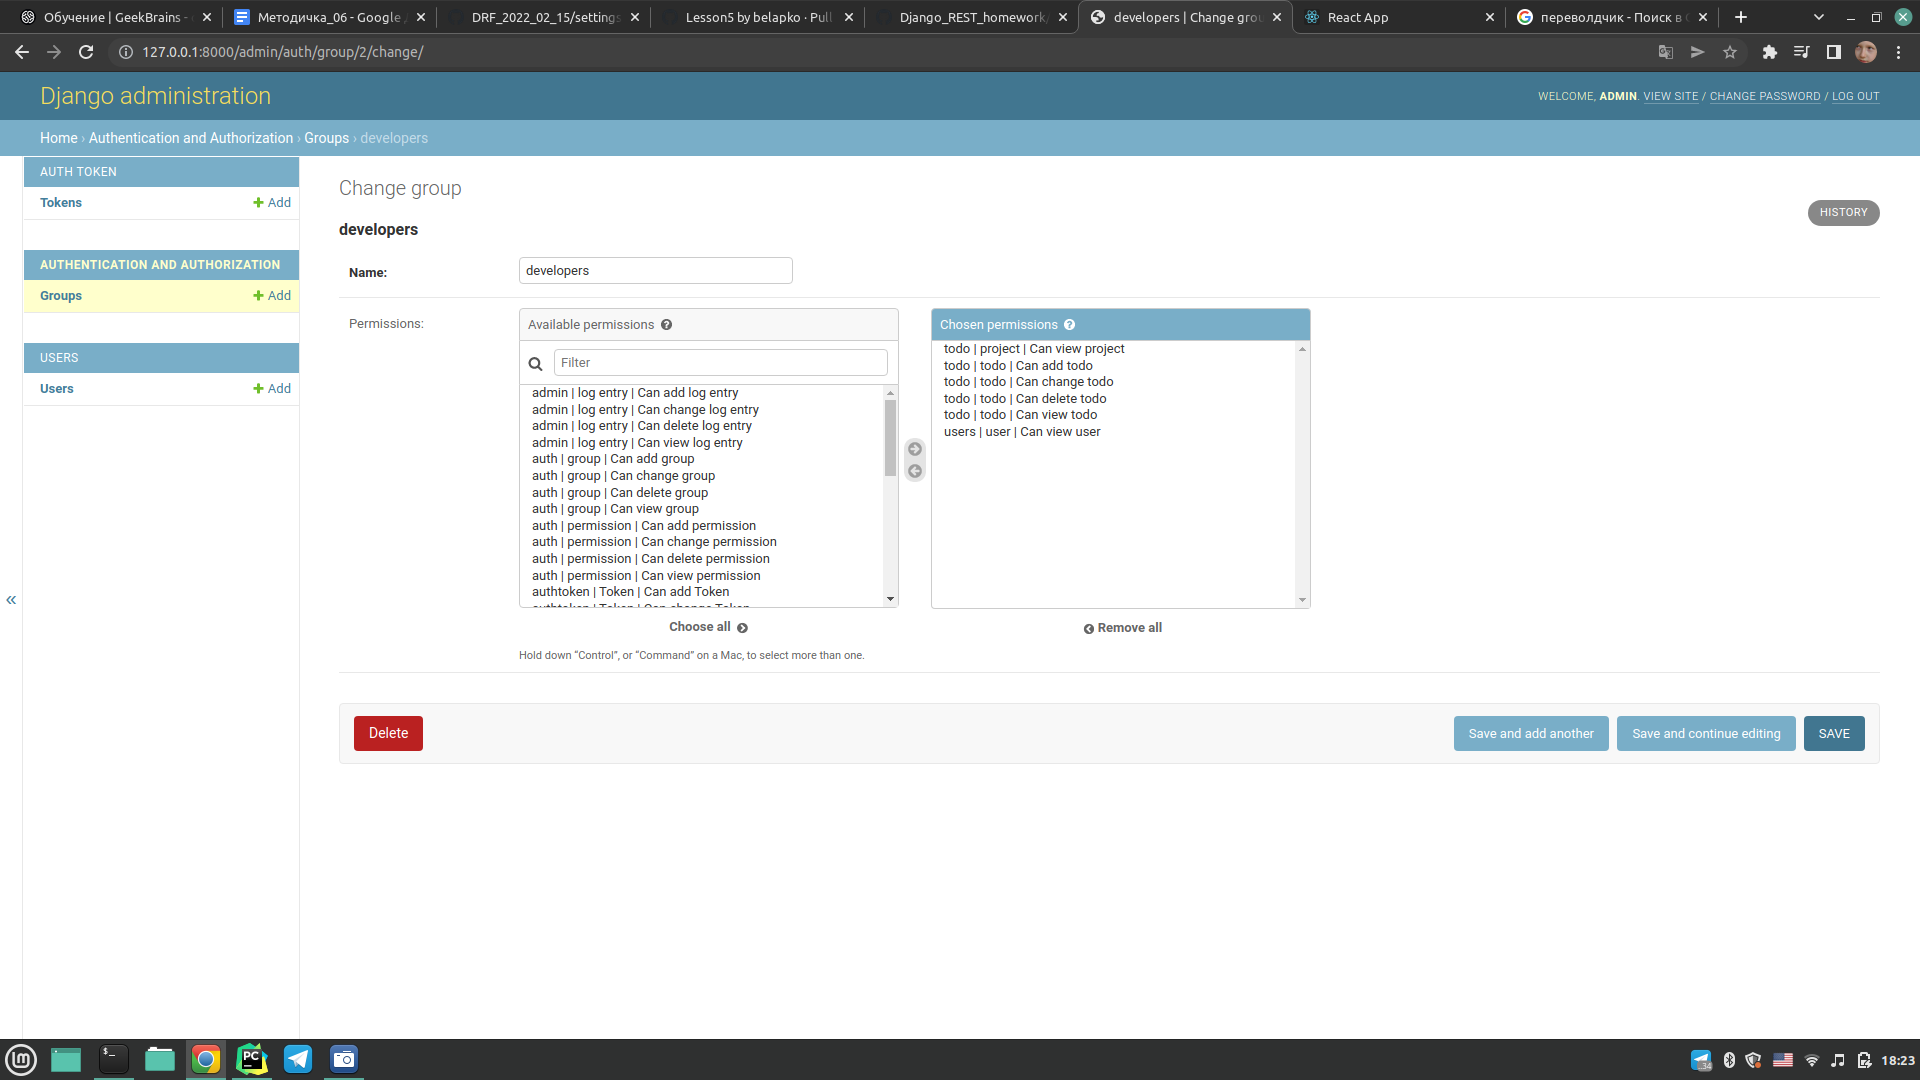 Обучение | GeekBrains -
Методичка_06 - Google
DRF_2022_02_15/settings
Lesson5 by belapko · Pull
Django_REST_homework
developers | Change grou
React App
переволдчик - Поиск в
127.0.0.1:8000/admin/auth/group/2/change/
Django administration
WELCOME, ADMIN. VIEW SITE / CHANGE PASSWORD / LOG OUT
Home › Authentication and Authorization › Groups › developers
AUTH TOKEN
Tokens
Add
AUTHENTICATION AND AUTHORIZATION
Groups
Add
USERS
Users
Add
«
Change group
HISTORY
developers
Name:
developers
Permissions:
Available permissions
Filter
admin | log entry | Can add log entry
admin | log entry | Can change log entry
admin | log entry | Can delete log entry
admin | log entry | Can view log entry
auth | group | Can add group
auth | group | Can change group
auth | group | Can delete group
auth | group | Can view group
auth | permission | Can add permission
auth | permission | Can change permission
auth | permission | Can delete permission
auth | permission | Can view permission
authtoken | Token | Can add Token
authtoken | Token | Can change Token
Choose all
Chosen permissions
todo | project | Can view project
todo | todo | Can add todo
todo | todo | Can change todo
todo | todo | Can delete todo
todo | todo | Can view todo
users | user | Can view user
Remove all
Hold down “Control”, or “Command” on a Mac, to select more than one.
Delete
Save and add another
Save and continue editing
SAVE
$_
PC
34
18:23